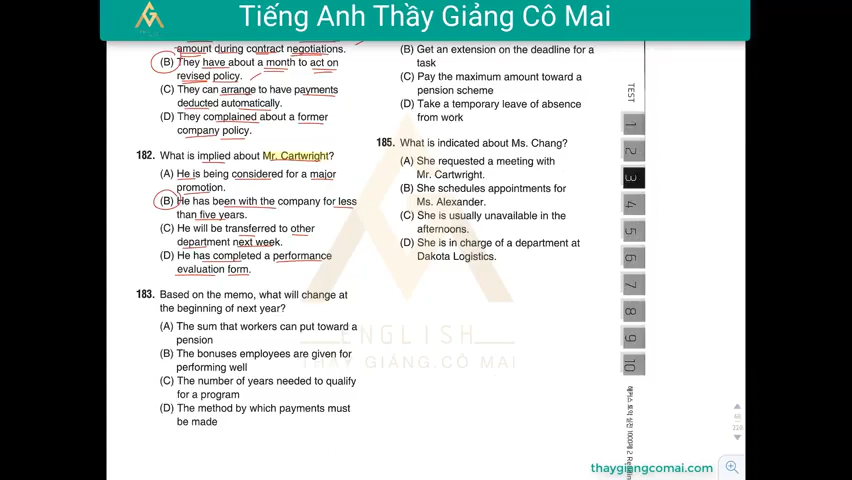 Tiếng Anh Thầy Giảng Cô Mai
amount during contract negotiations.
(B) They have about a month to act on
revised policy.
(C) They can arrange to have payments
deducted automatically.
(D) They complained about a former
company policy.
182. What is implied about Mr. Cartwright?
(A) He is being considered for a major
promotion.
(B) He has been with the company for less
than five years.
(C) He will be transferred to other
department next week.
(D) He has completed a performance
evaluation form.
183. Based on the memo, what will change at
the beginning of next year?
(A) The sum that workers can put toward a
pension
(B) The bonuses employees are given for
performing well
(C) The number of years needed to qualify
for a program
(D) The method by which payments must
be made
(B) Get an extension on the deadline for a
task
(C) Pay the maximum amount toward a
pension scheme
(D) Take a temporary leave of absence
from work
185. What is indicated about Ms. Chang?
(A) She requested a meeting with
Mr. Cartwright.
(B) She schedules appointments for
Ms. Alexander.
(C) She is usually unavailable in the
afternoons.
(D) She is in charge of a department at
Dakota Logistics.
TEST
1
2
3
4
5
6
7
8
9
10
ENGLISH
THẦY GIẢNG.CÔ MAI
thaygiangcomai.com